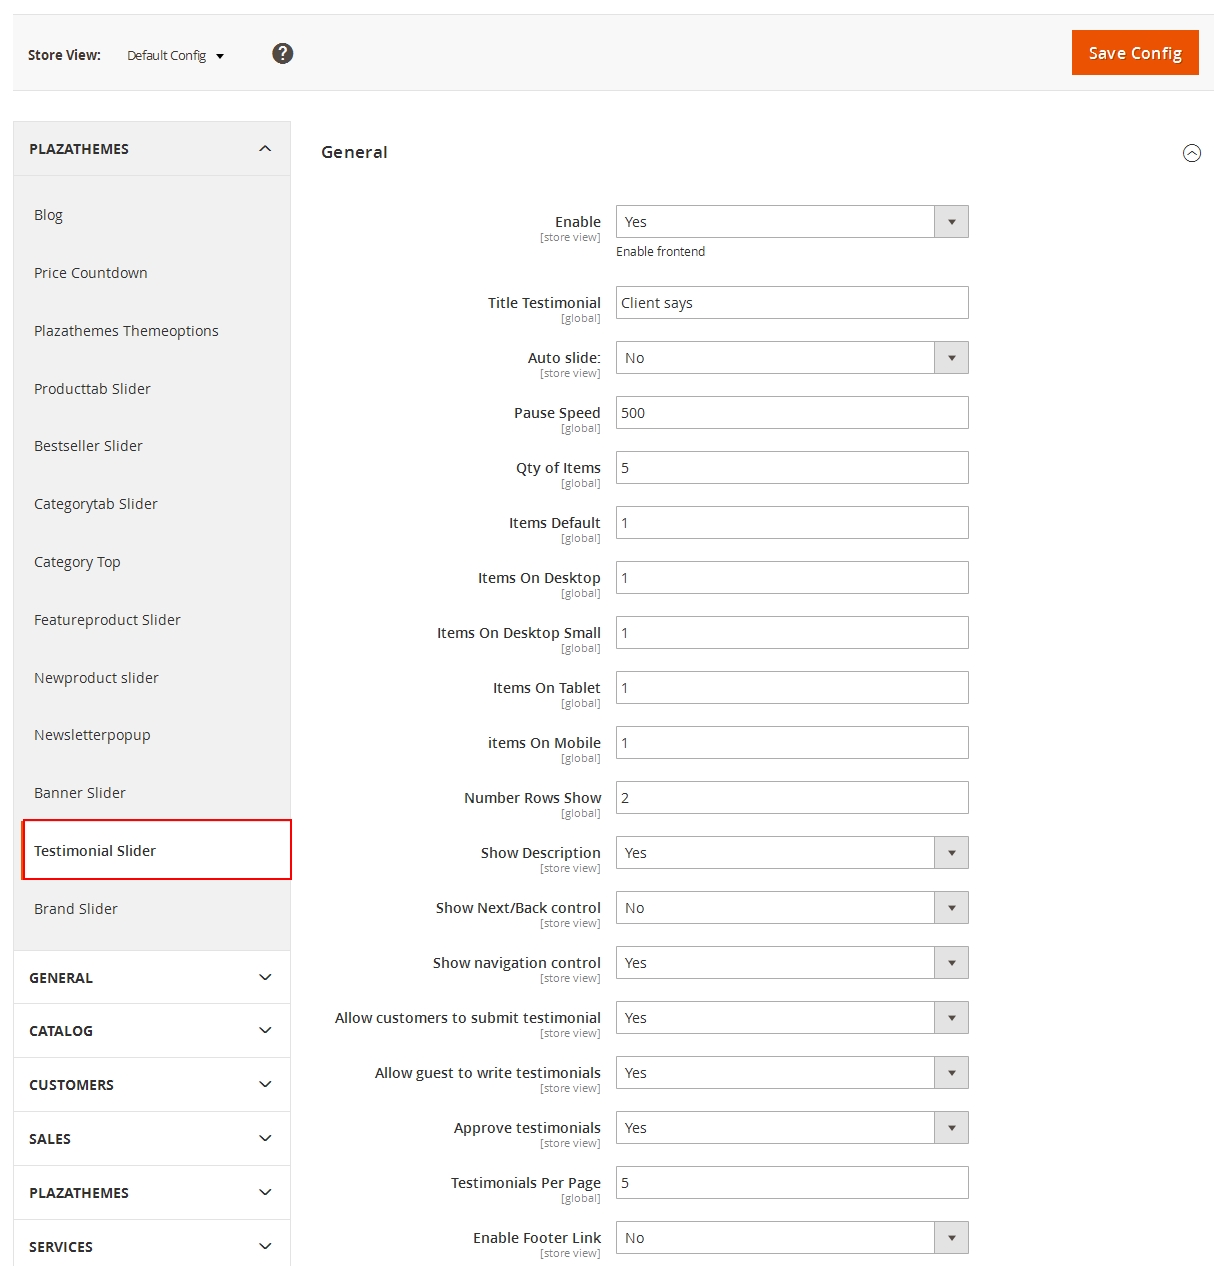 Store View: Default Config ?
Save Config
PLAZATHEMES
Blog
Price Countdown
Plazathemes Themeoptions
Producttab Slider
Bestseller Slider
Categorytab Slider
Category Top
Featureproduct Slider
Newproduct slider
Newsletterpopup
Banner Slider
Testimonial Slider
Brand Slider
GENERAL
CATALOG
CUSTOMERS
SALES
PLAZATHEMES
SERVICES
General
Enable Yes
[store view]
Enable frontend
Title Testimonial Client says
[global]
Auto slide: No
[store view]
Pause Speed 500
[global]
Qty of Items 5
[global]
Items Default 1
[global]
Items On Desktop 1
[global]
Items On Desktop Small 1
[global]
Items On Tablet 1
[global]
items On Mobile 1
[global]
Number Rows Show 2
[global]
Show Description Yes
[store view]
Show Next/Back control No
[store view]
Show navigation control Yes
[store view]
Allow customers to submit testimonial Yes
[store view]
Allow guest to write testimonials Yes
[store view]
Approve testimonials Yes
[store view]
Testimonials Per Page 5
[global]
Enable Footer Link No
[store view]